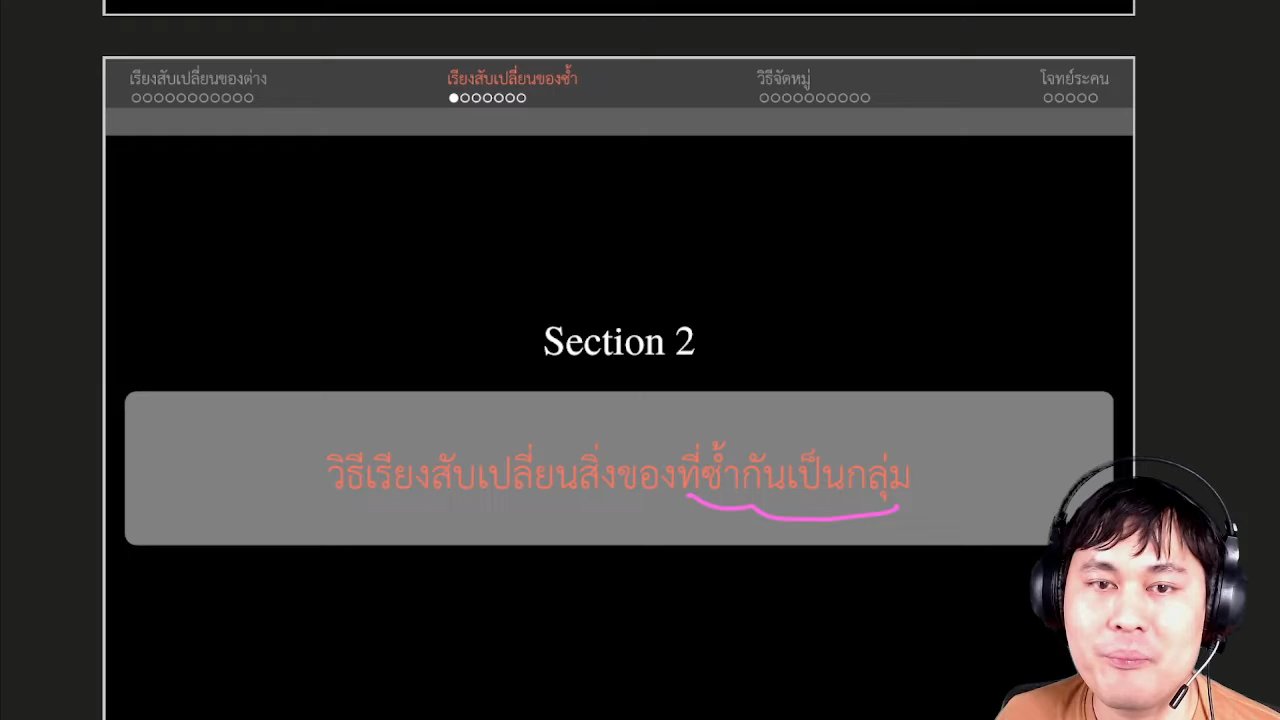 เรียงสับเปลี่ยนของต่าง
เรียงสับเปลี่ยนของซ้ำ
วิธีจัดหมู่
โจทย์ระคน
Section 2
วิธีเรียงสับเปลี่ยนสิ่งของที่ซ้ำกันเป็นกลุ่ม